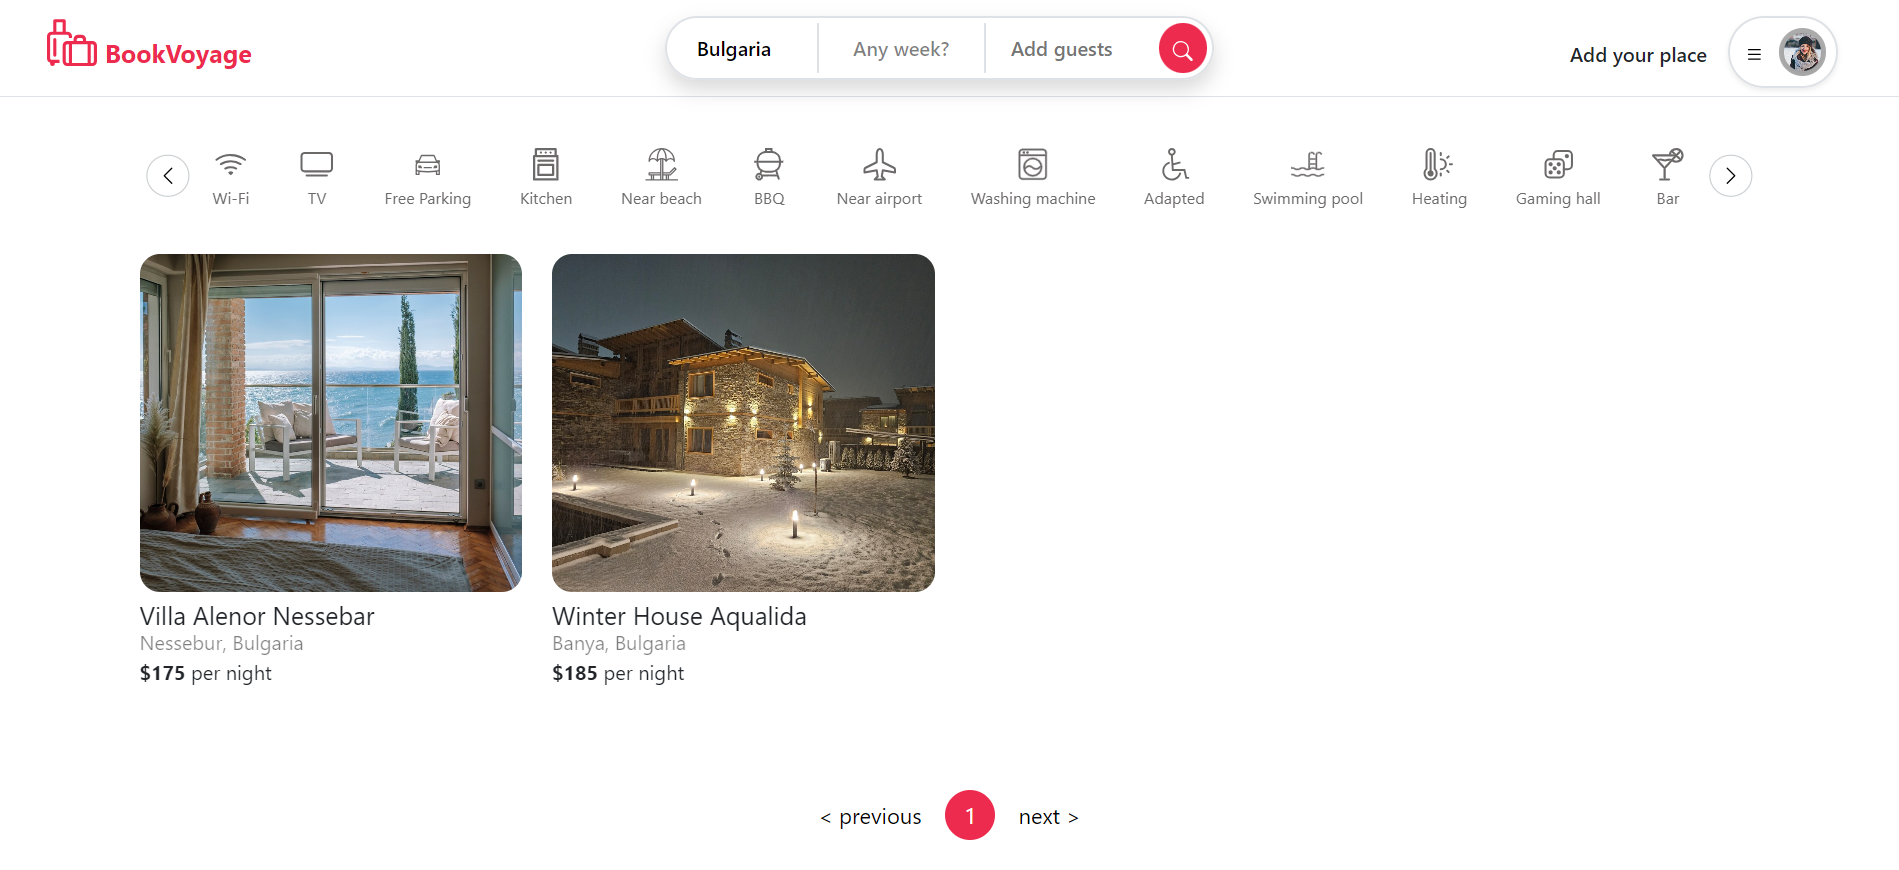 BookVoyage
Bulgaria
Any week?
Add guests
Add your place
Wi-Fi
TV
Free Parking
Kitchen
Near beach
BBQ
Near airport
Washing machine
Adapted
Swimming pool
Heating
Gaming hall
Bar
Villa Alenor Nessebar
Nessebur, Bulgaria
$175 per night
Winter House Aqualida
Banya, Bulgaria
$185 per night
< previous
1
next >